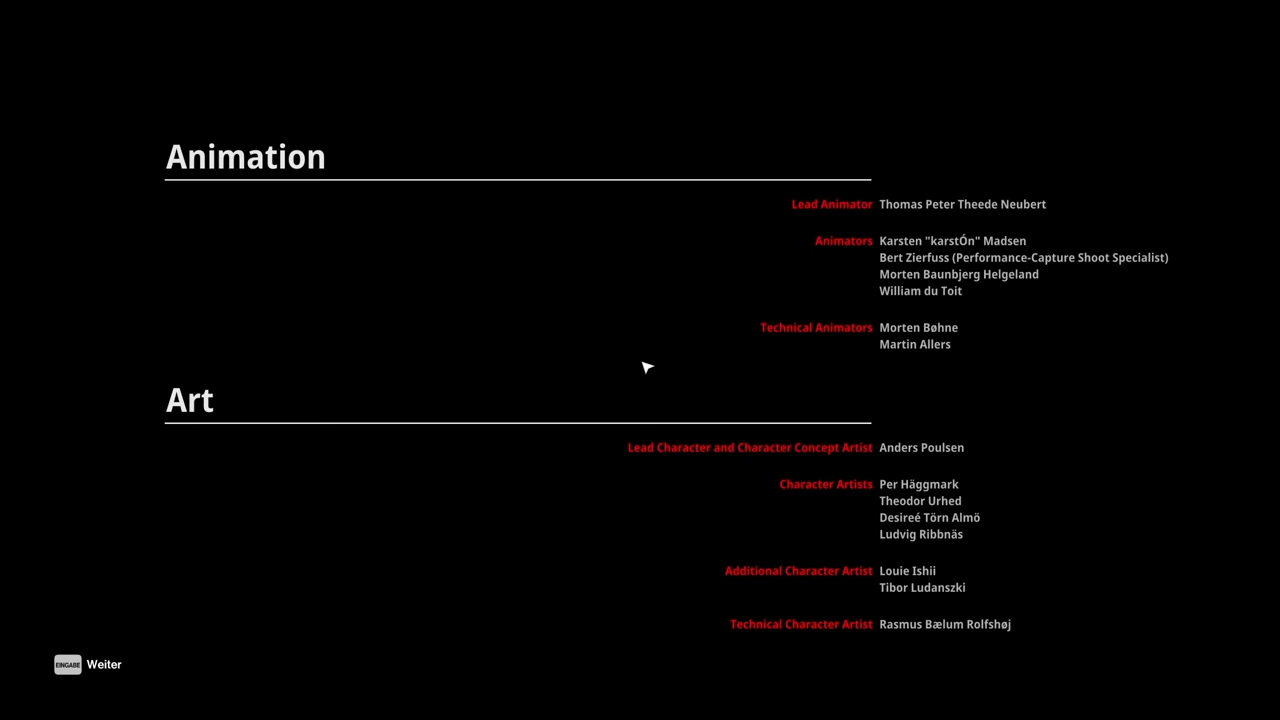 Animation
Lead Animator Thomas Peter Theede Neubert
Animators Karsten "karstÓn" Madsen
Bert Zierfuss (Performance-Capture Shoot Specialist)
Morten Baunbjerg Helgeland
William du Toit
Technical Animators Morten Bøhne
Martin Allers
Art
Lead Character and Character Concept Artist Anders Poulsen
Character Artists Per Häggmark
Theodor Urhed
Desireé Törn Almö
Ludvig Ribbnäs
Additional Character Artist Louie Ishii
Tibor Ludanszki
Technical Character Artist Rasmus Bælum Rolfshøj
EINGABE Weiter